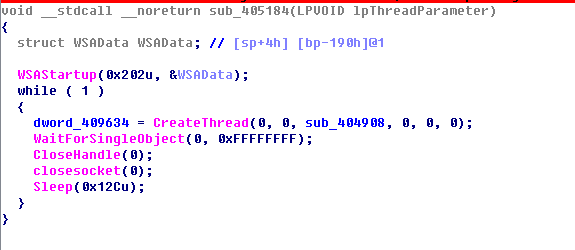 void __stdcall __noreturn sub_405184(LPVOID lpThreadParameter)
{
struct WSAData WSAData; // [sp+4h] [bp-190h]@1
WSAStartup(0x202u, &WSAData);
while ( 1 )
{
dword_409634 = CreateThread(0, 0, sub_404908, 0, 0, 0);
WaitForSingleObject(0, 0xFFFFFFFF);
CloseHandle(0);
closesocket(0);
Sleep(0x12Cu);
}
}